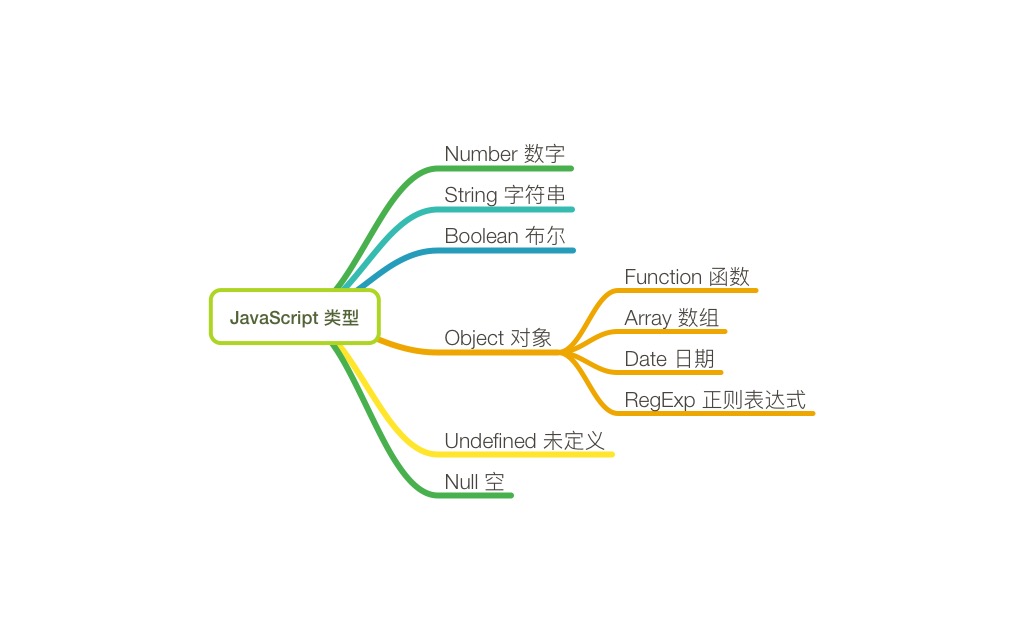 JavaScript 类型
Number 数字
String 字符串
Boolean 布尔
Object 对象
Function 函数
Array 数组
Date 日期
RegExp 正则表达式
Undefined 未定义
Null 空